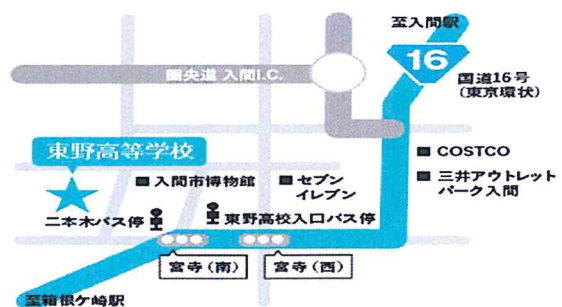 至入間駅
16
国道16号
(東京環状)
圏央道 入間I.C.
東野高等学校
COSTCO
三井アウトレット
パーク入間
入間市博物館
セブン
イレブン
二本木バス停
東野高校入口バス停
宮寺(南)
宮寺(西)
至箱根ケ崎駅